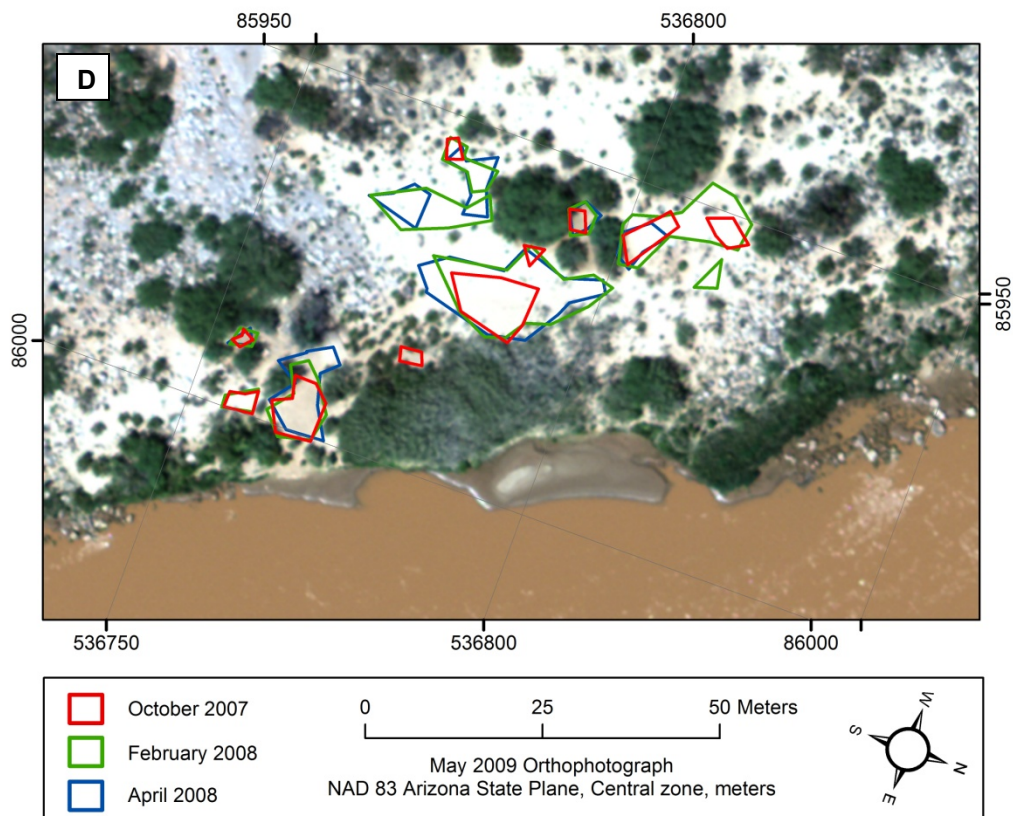 85950
536800
D
86000
85950
536750
536800
86000
October 2007
February 2008
April 2008
0
25
50 Meters
May 2009 Orthophotograph
NAD 83 Arizona State Plane, Central zone, meters
W
S
N
E